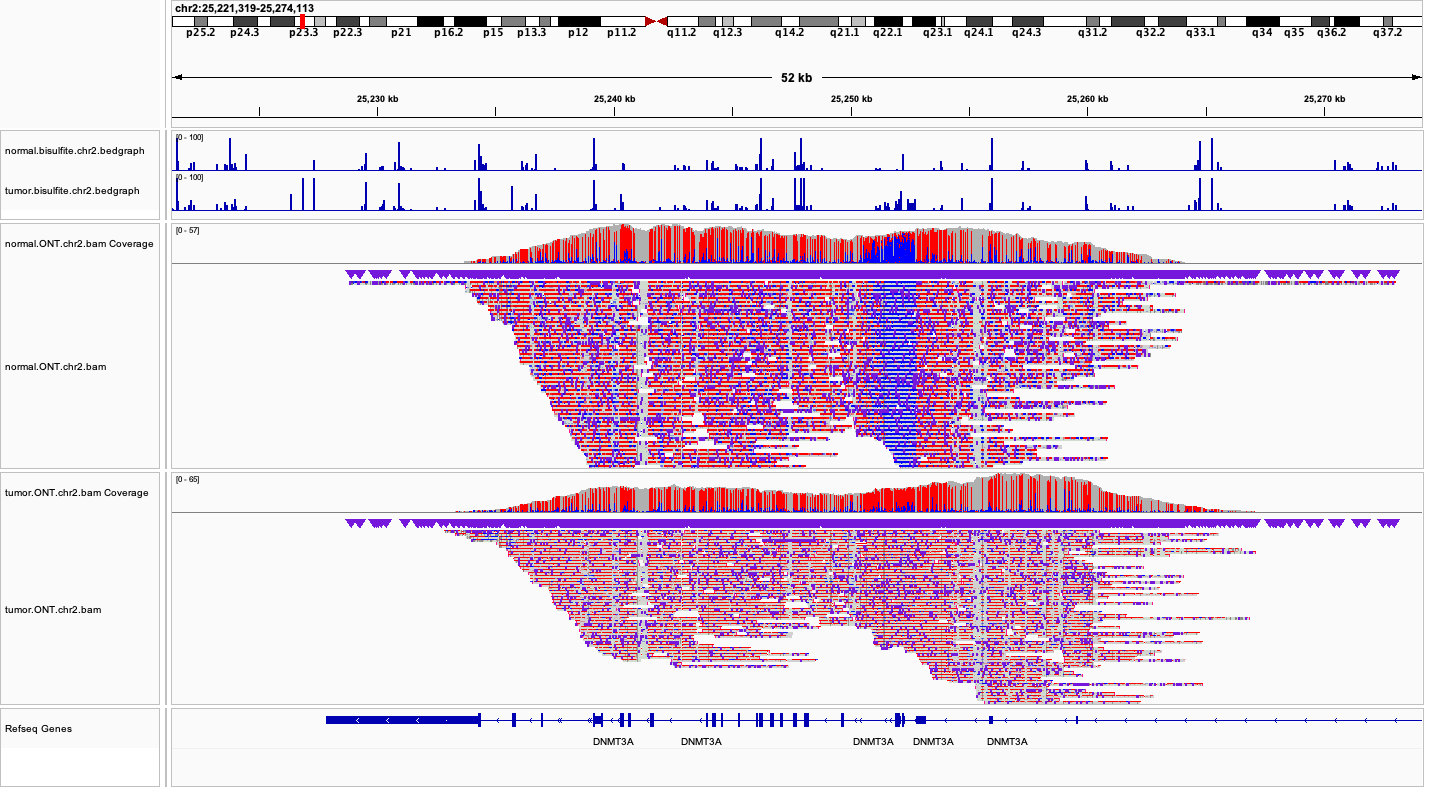 chr2:25,221,319-25,274,113
p25.2 p24.3 p23.3 p22.3 p21 p16.2 p15 p13.3 p12 p11.2 q11.2 q12.3 q14.2 q21.1 q22.1 q23.1 q24.1 q24.3 q31.2 q32.2 q33.1 q34 q35 q36.2 q37.2
52 kb
25,230 kb 25,240 kb 25,250 kb 25,260 kb 25,270 kb
[0 - 100]
normal.bisulfite.chr2.bedgraph
[0 - 100]
tumor.bisulfite.chr2.bedgraph
[0 - 57]
normal.ONT.chr2.bam Coverage
normal.ONT.chr2.bam
[0 - 65]
tumor.ONT.chr2.bam Coverage
tumor.ONT.chr2.bam
Refseq Genes
DNMT3A DNMT3A DNMT3A DNMT3A DNMT3A